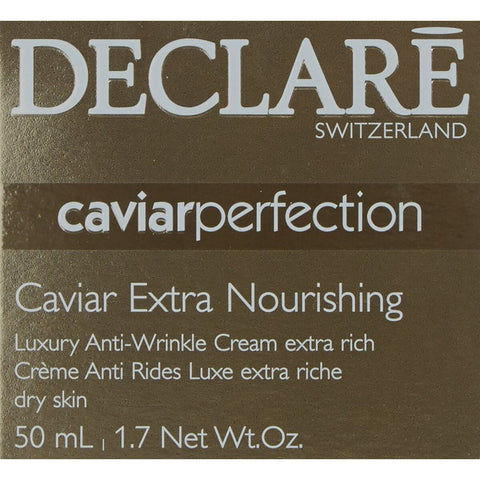 DECLARĒ
SWITZERLAND
caviarperfection
Caviar Extra Nourishing
Luxury Anti-Wrinkle Cream extra rich
Crème Anti Rides Luxe extra riche
dry skin
50 mL | 1.7 Net Wt.Oz.